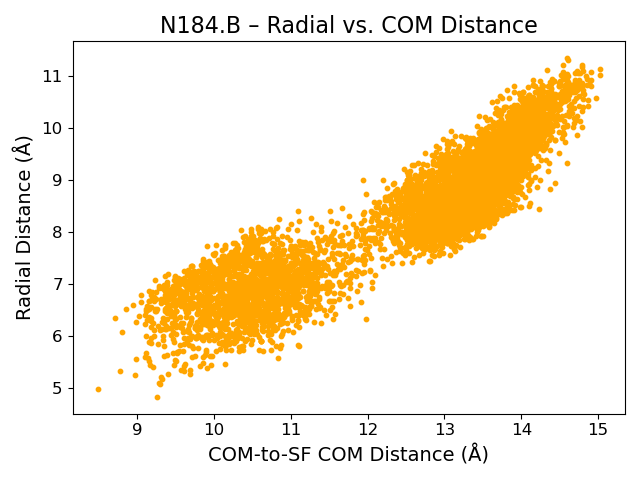 N184.B – Radial vs. COM Distance
Radial Distance (Å)
11
10
9
8
7
6
5
9 10 11 12 13 14 15
COM-to-SF COM Distance (Å)